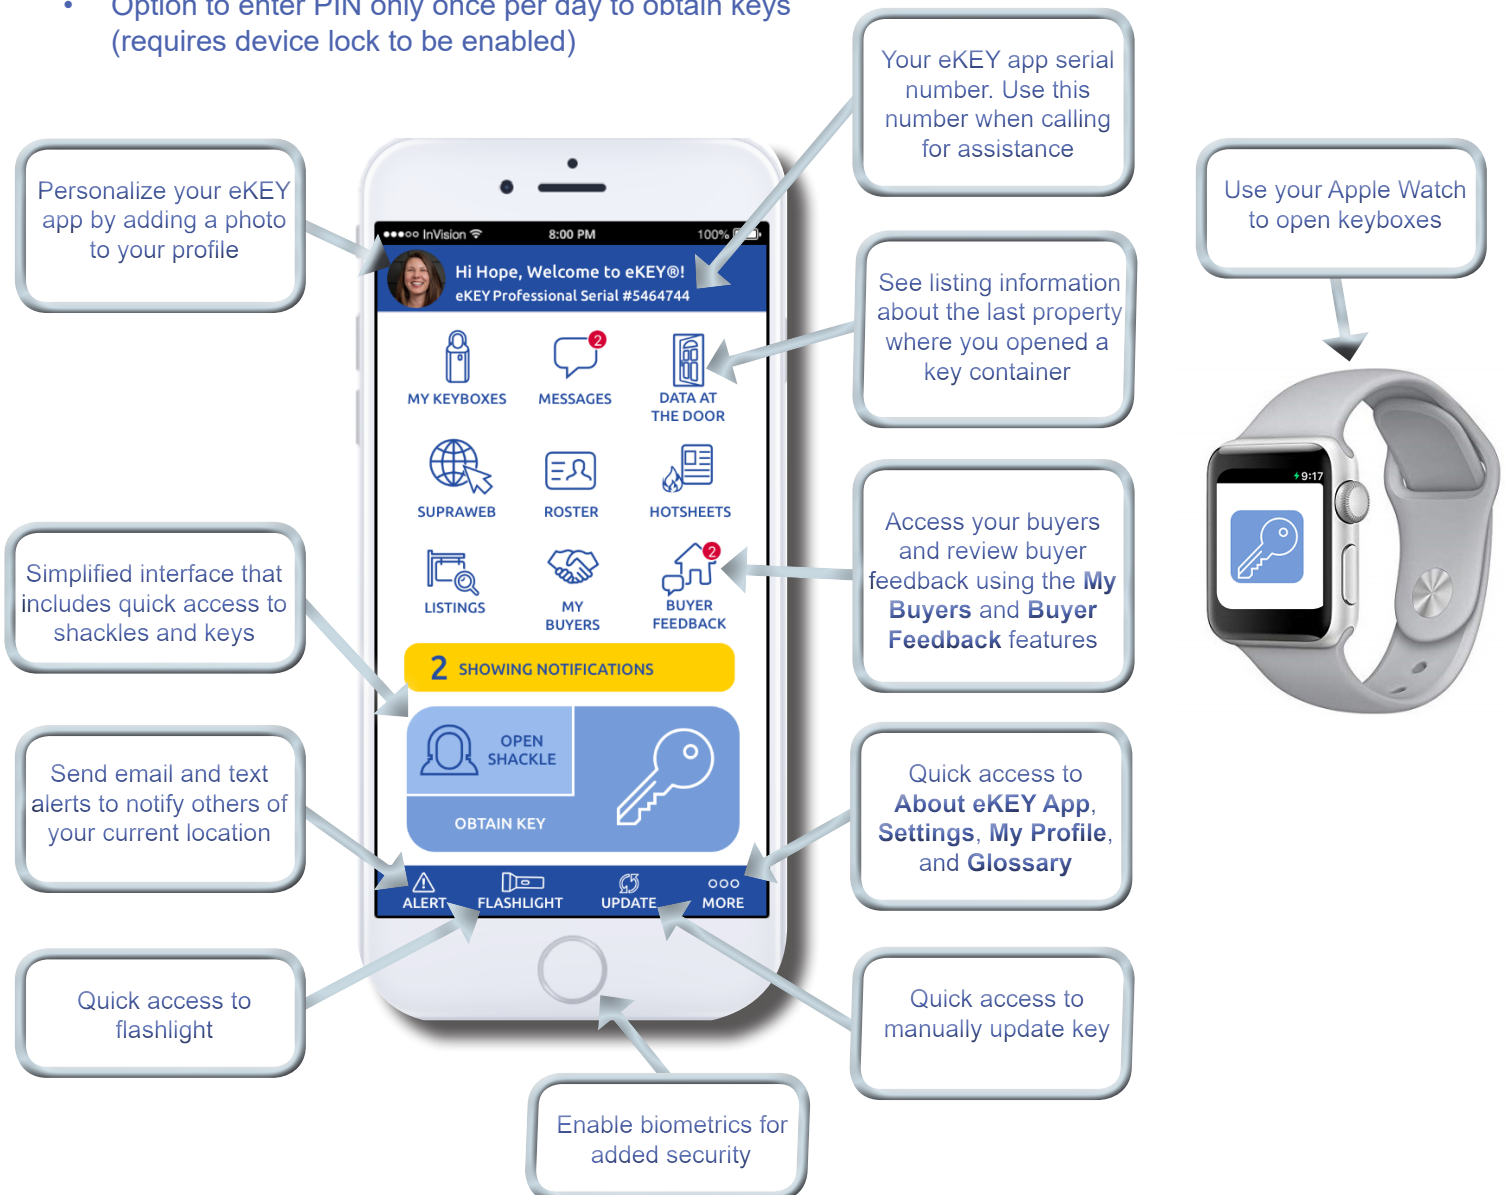 • Option to enter PIN only once per day to obtain keys
(requires device lock to be enabled)
Your eKEY app serial
number. Use this
number when calling
for assistance
Personalize your eKEY
app by adding a photo
to your profile
Use your Apple Watch
to open keyboxes
InVision
8:00 PM
100%
Hi Hope, Welcome to eKEY®!
eKEY Professional Serial #5464744
See listing information
about the last property
where you opened a
key container
MY KEYBOXES
2
MESSAGES
DATA AT
THE DOOR
SUPRAWEB
ROSTER
HOTSHEETS
9:17
Access your buyers
and review buyer
feedback using the My
Buyers and Buyer
Feedback features
Simplified interface that
includes quick access to
shackles and keys
LISTINGS
MY
BUYERS
2
BUYER
FEEDBACK
2 SHOWING NOTIFICATIONS
OPEN
SHACKLE
OBTAIN KEY
Send email and text
alerts to notify others of
your current location
Quick access to
About eKEY App,
Settings, My Profile,
and Glossary
ALERT
FLASHLIGHT
UPDATE
MORE
Quick access to
flashlight
Quick access to
manually update key
Enable biometrics for
added security